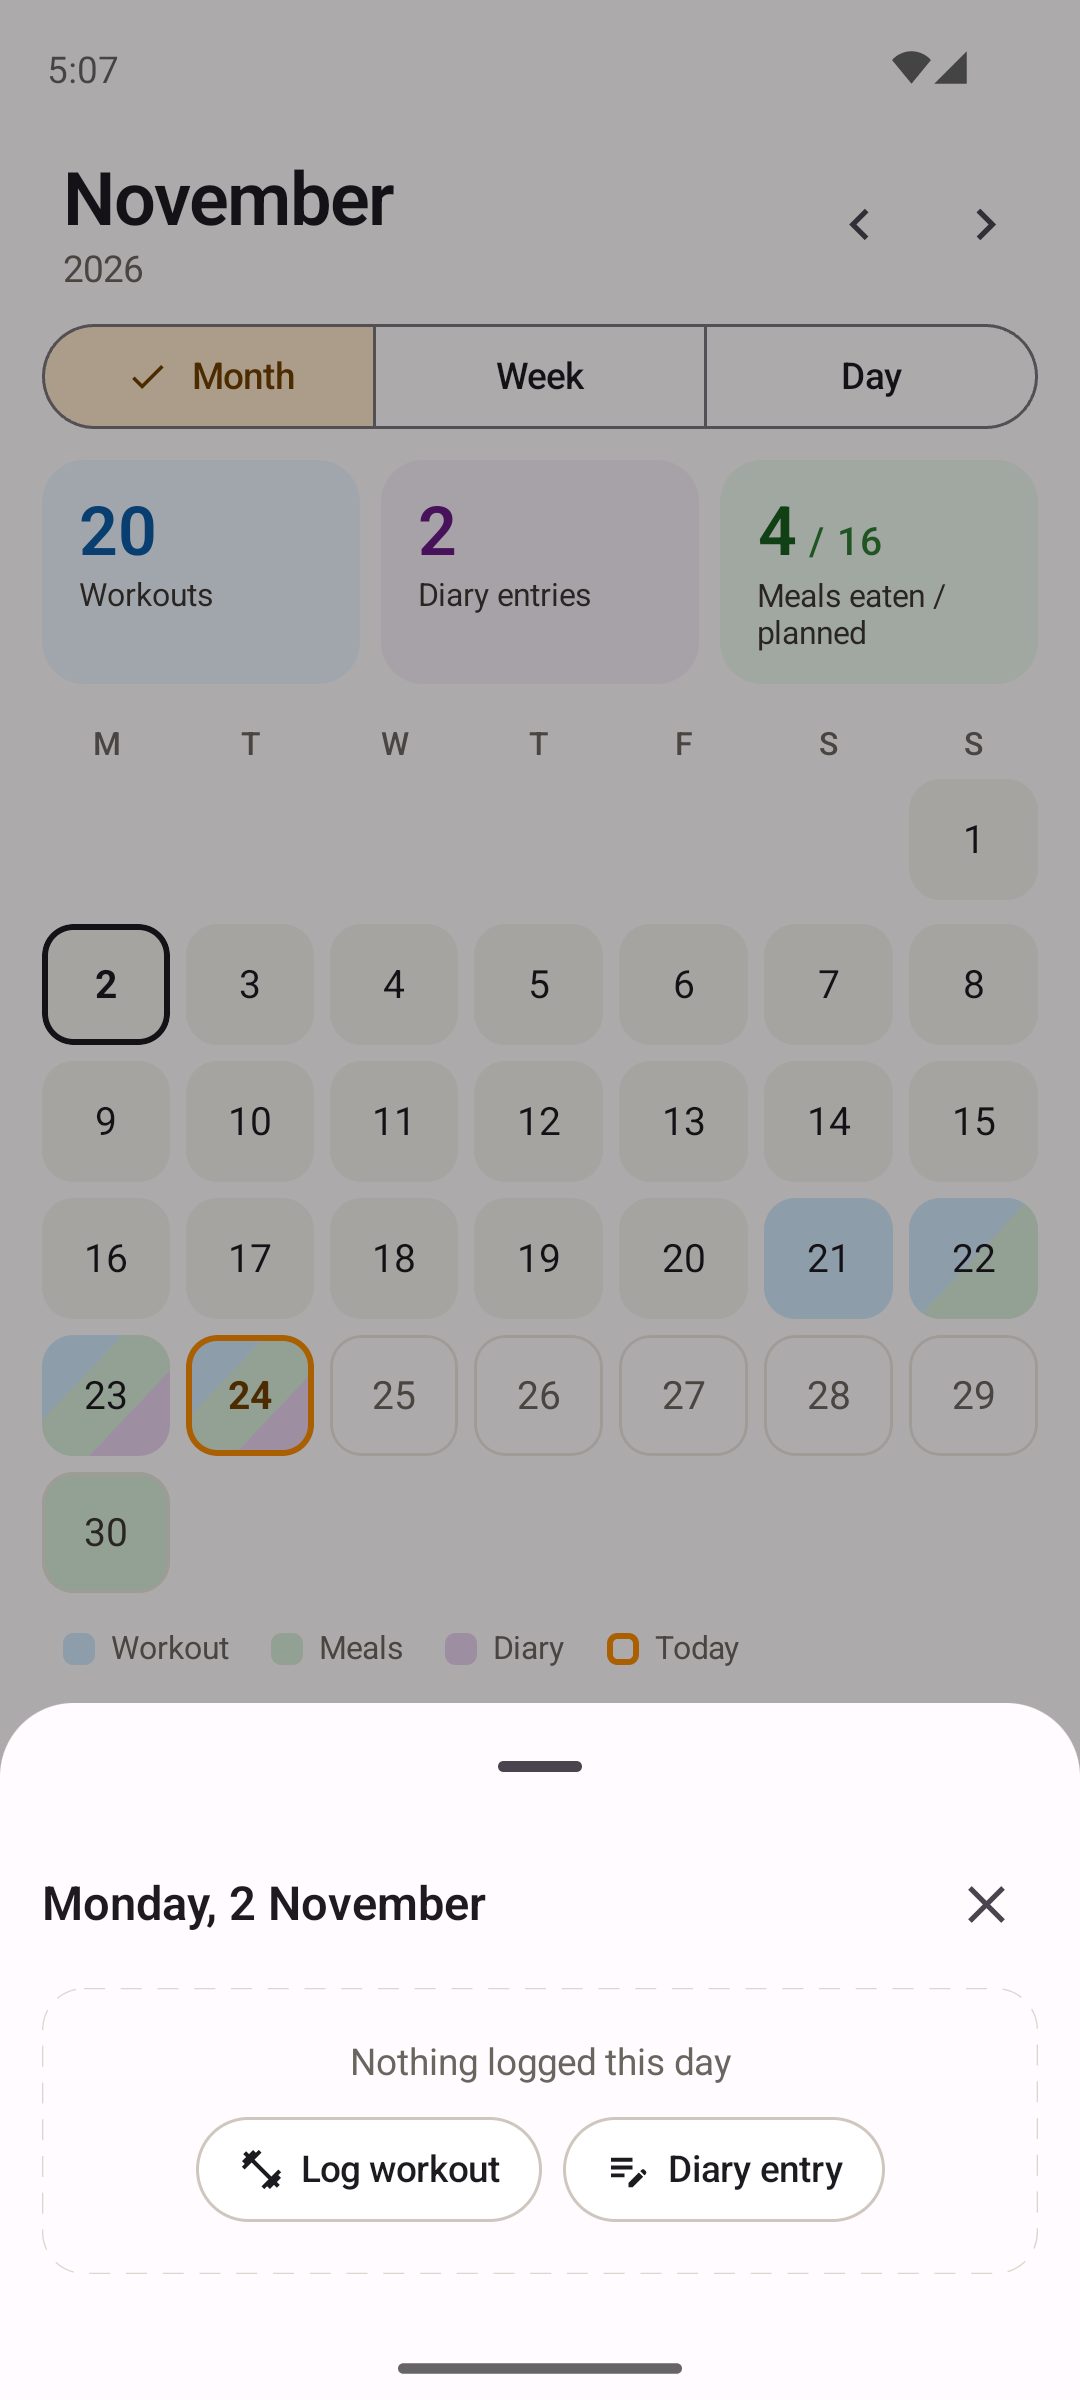 5:07
November
2026
Month Week Day
20 2 4 / 16
Workouts Diary entries Meals eaten /
planned
M T W T F S S
1
2 3 4 5 6 7 8
9 10 11 12 13 14 15
16 17 18 19 20 21 22
23 24 25 26 27 28 29
30
Workout Meals Diary Today
Monday, 2 November
Nothing logged this day
Log workout Diary entry